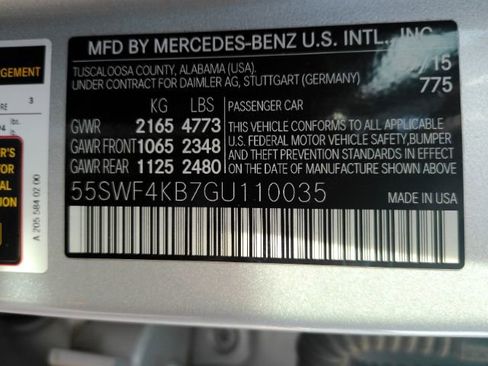 MFD BY MERCEDES-BENZ U.S. INTL., INC.
TUSCALOOSA COUNTY, ALABAMA (USA). /15
UNDER CONTRACT FOR DAIMLER AG, STUTTGART (GERMANY) 775
KG LBS PASSENGER CAR
GVWR 2165 4773 THIS VEHICLE CONFORMS TO ALL APPLICABLE
GAWR FRONT 1065 2348 U.S. FEDERAL MOTOR VEHICLE SAFETY, BUMPER
GAWR REAR 1125 2480 AND THEFT PREVENTION STANDARDS IN EFFECT
ON THE DATE OF MANUFACTURE SHOWN ABOVE.
55SWF4KB7GU110035 MADE IN USA
A 205 584 02 00
3
lbs.